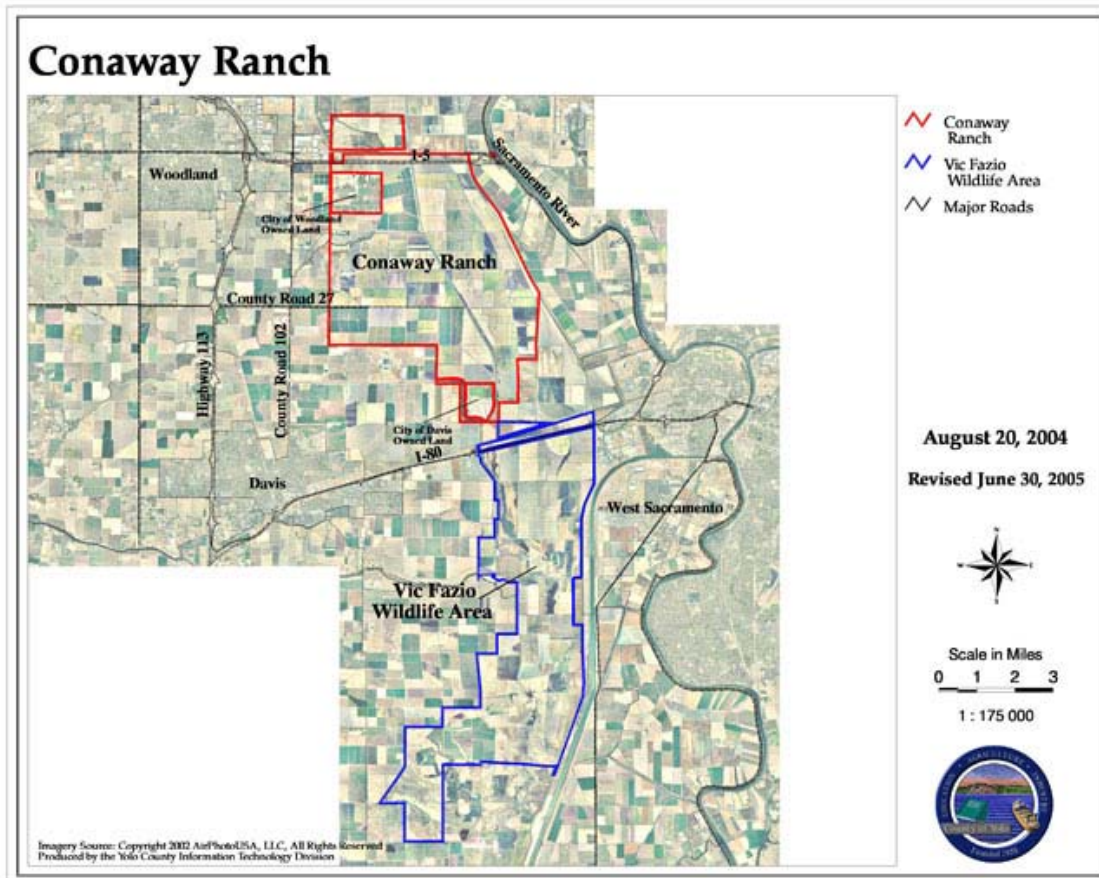 Conaway Ranch
Conaway
Ranch
Vic Fazio
Wildlife Area
Major Roads
I-5
Sacramento River
Woodland
City of Woodland
Owned Land
Conaway Ranch
County Road 27
Highway 113
County Road 102
City of Davis
Owned Land
I-80
Davis
West Sacramento
Vic Fazio
Wildlife Area
August 20, 2004
Revised June 30, 2005
Scale in Miles
0 1 2 3
1 : 175 000
County of Yolo
Imagery Source: Copyright 2002 AirPhotoUSA, LLC, All Rights Reserved
Produced by the Yolo County Information Technology Division